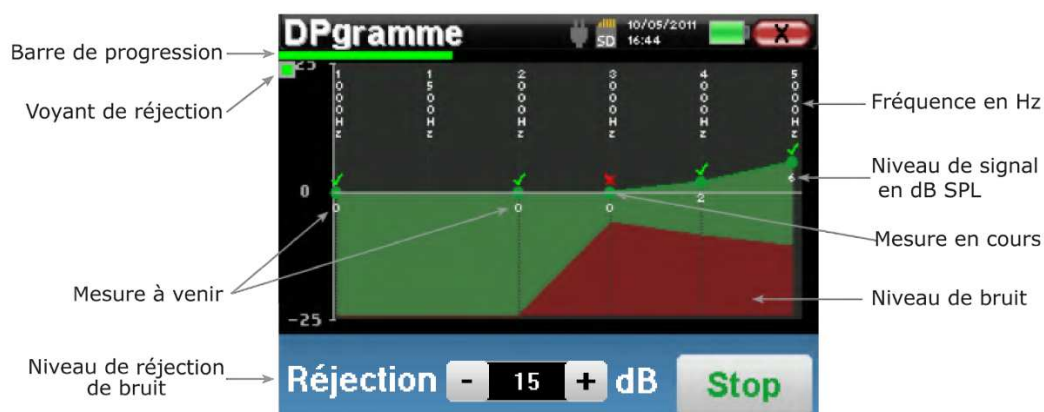 DPgramme
SD
10/05/2011
16:44
X
Barre de progression
Voyant de réjection
25
1000Hz
1500Hz
2000Hz
3000Hz
4000Hz
5000Hz
Fréquence en Hz
Niveau de signal
en dB SPL
0
0
0
0
2
6
Mesure en cours
Mesure à venir
Niveau de bruit
-25
Niveau de réjection
de bruit
Réjection - 15 + dB
Stop